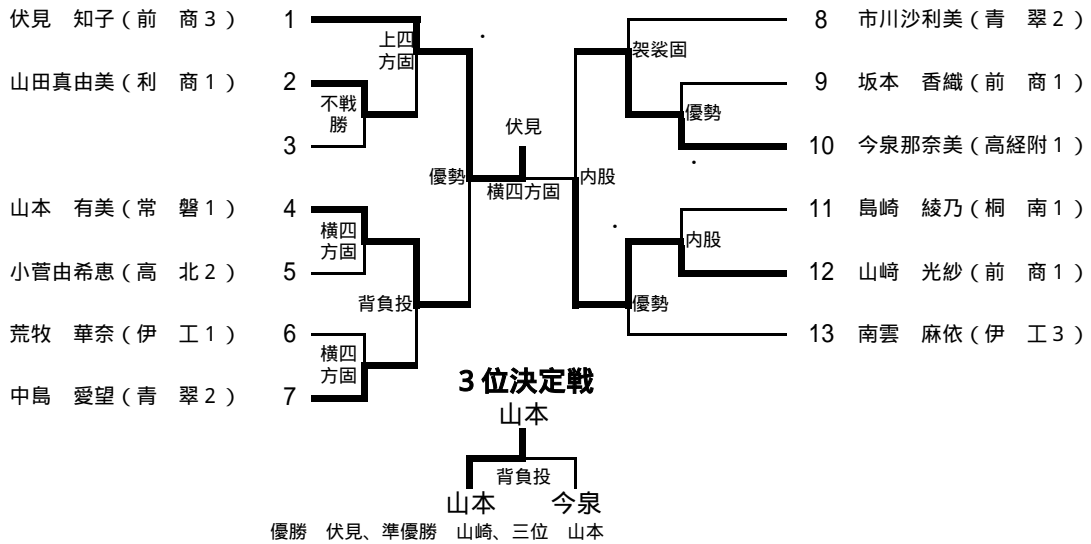 伏見　知子（前　商３）　1
上四方固
8　市川沙利美（青　翠２）
袈裟固
山田真由美（利　商１）　2
不戦勝
9　坂本　香織（前　商１）
優勢
3
伏見
10　今泉那奈美（高経附１）
優勢
横四方固
内股
山本　有美（常　磐１）　4
横四方固
11　島崎　綾乃（桐　南１）
内股
小菅由希恵（高　北２）　5
12　山﨑　光紗（前　商１）
背負投
優勢
荒牧　華奈（伊　工１）　6
横四方固
13　南雲　麻依（伊　工３）
中島　愛望（青　翠２）　7
３位決定戦
山本
背負投
山本　今泉
優勝　伏見、準優勝　山崎、三位　山本